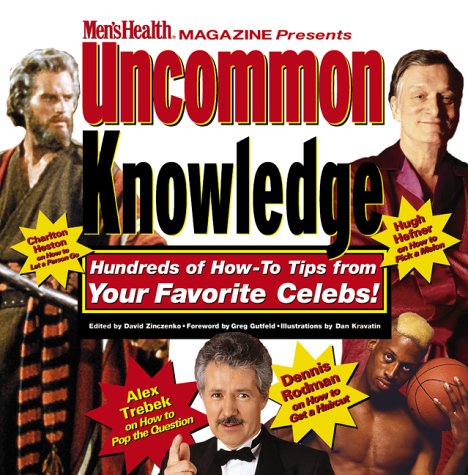 Men'sHealth® MAGAZINE Presents
Uncommon
Knowledge
Hundreds of How-To Tips from
Your Favorite Celebs!
Edited by David Zinczenko • Foreword by Greg Gutfeld • Illustrations by Dan Kravatin
Charlton
Heston
on How to
Let a Person Go
Hugh
Hefner
on How to
Pick a Melon
Alex
Trebek
on How to
Pop the Question
Dennis
Rodman
on How to
Get a Haircut